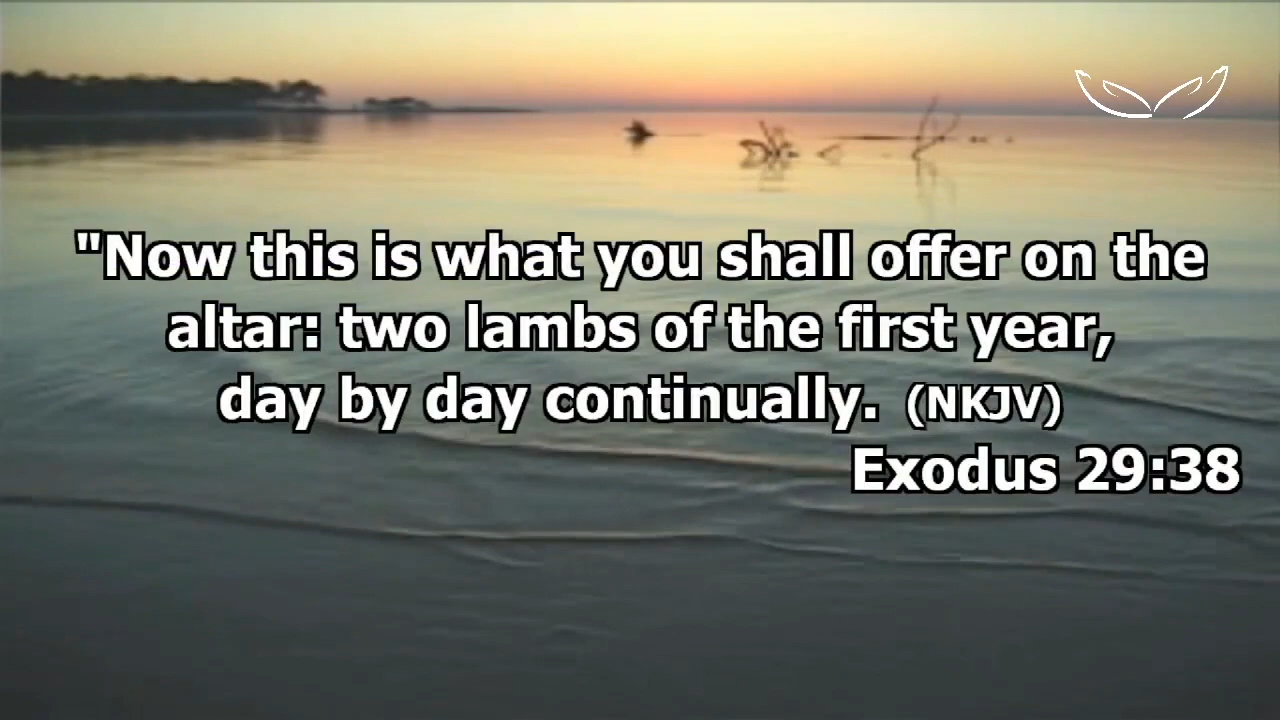 "Now this is what you shall offer on the
altar: two lambs of the first year,
day by day continually. (NKJV)
Exodus 29:38